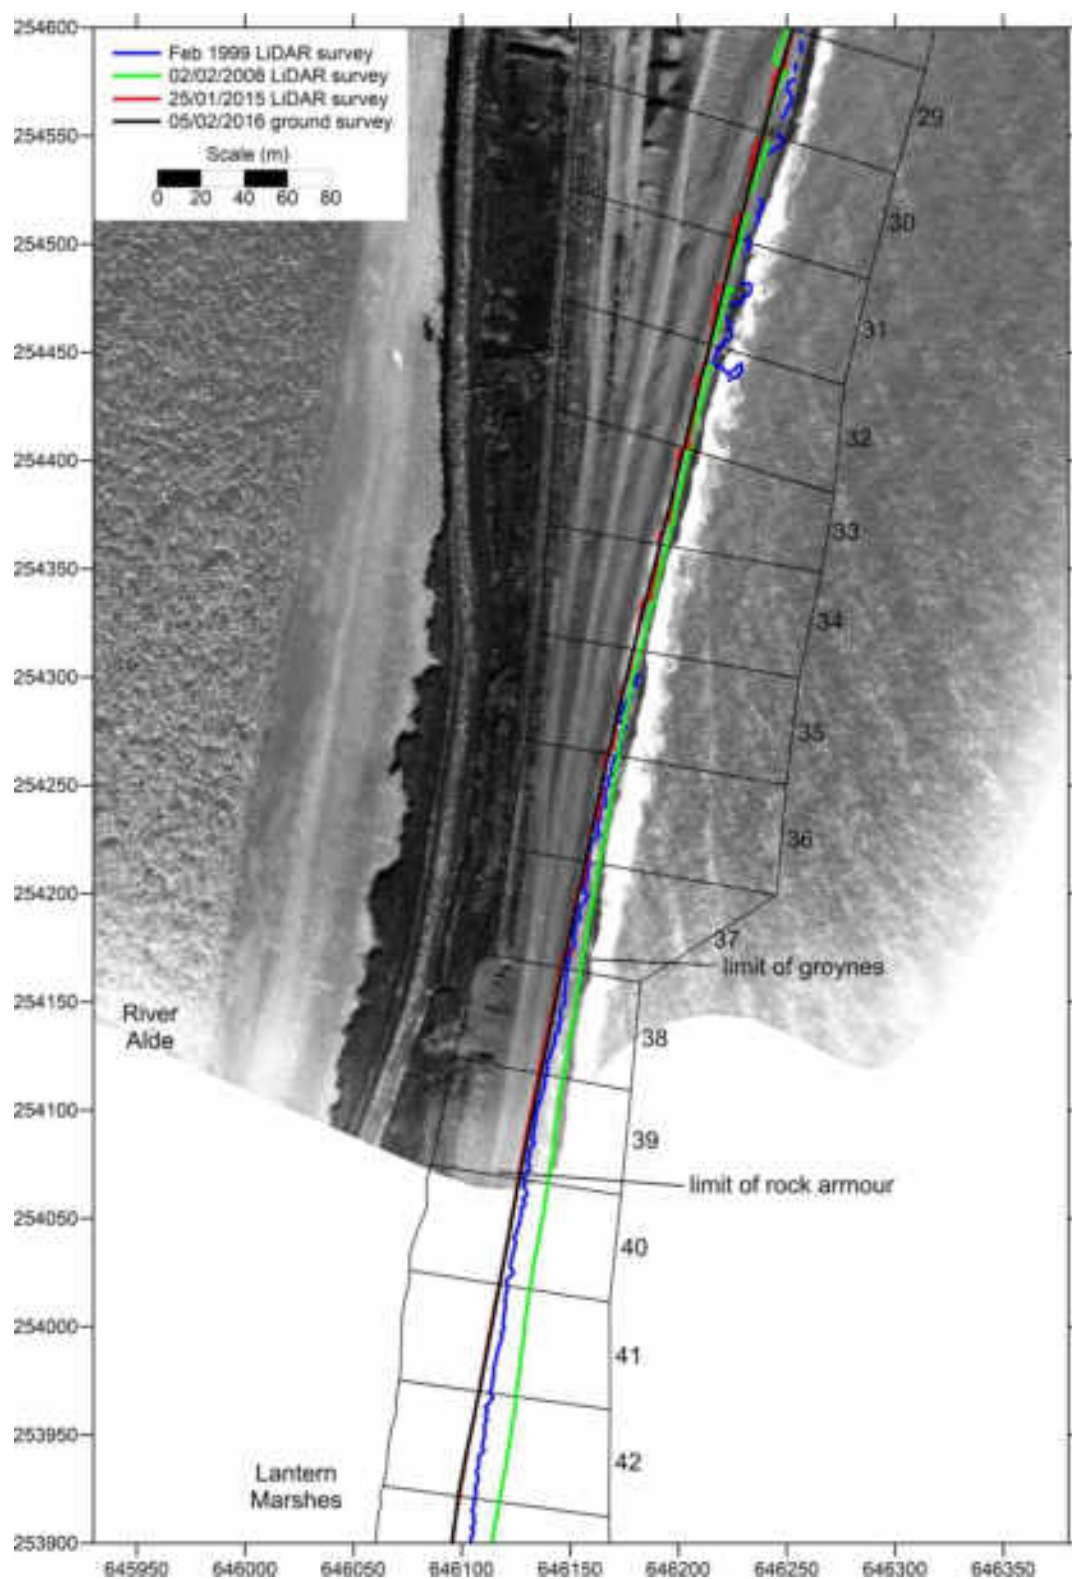 254600
254550
254500
254450
254400
254350
254300
254250
254200
254150
254100
254050
254000
253950
253900
Feb 1999 LiDAR survey
02/02/2008 LiDAR survey
25/01/2015 LiDAR survey
05/02/2016 ground survey
Scale (m)
0 20 40 60 80
29
30
31
32
33
34
35
36
37
limit of groynes
38
39
limit of rock armour
40
41
42
River
Alde
Lantern
Marshes
645950 646000 646050 646100 646150 646200 646250 646300 646350